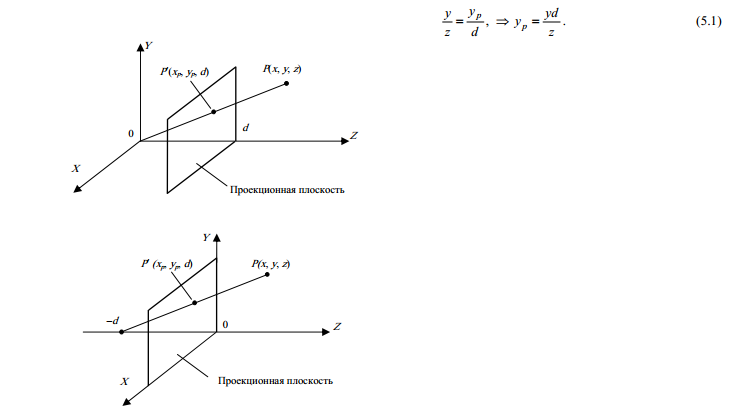 y/z = y_p/d, ⇒ y_p = yd/z. (5.1)
Y
P′(x_p, y_p, d) P(x, y, z)
0 d Z
X
Проекционная плоскость
Y
P′ (x_p, y_p, d) P(x, y, z)
–d 0 Z
X Проекционная плоскость